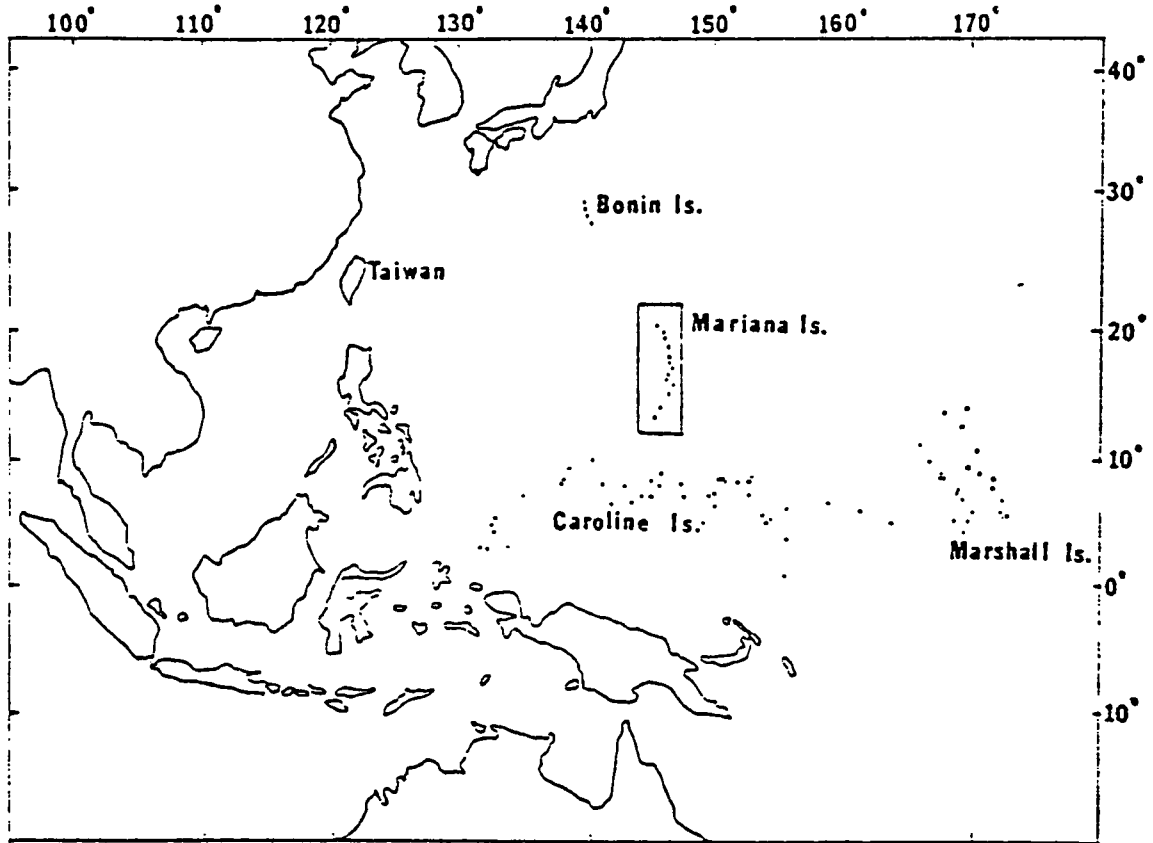 100° 110° 120° 130° 140° 150° 160° 170°
40°
30°
Bonin Is.
Taiwan
Mariana Is.
20°
10°
Caroline Is.
Marshall Is.
0°
10°